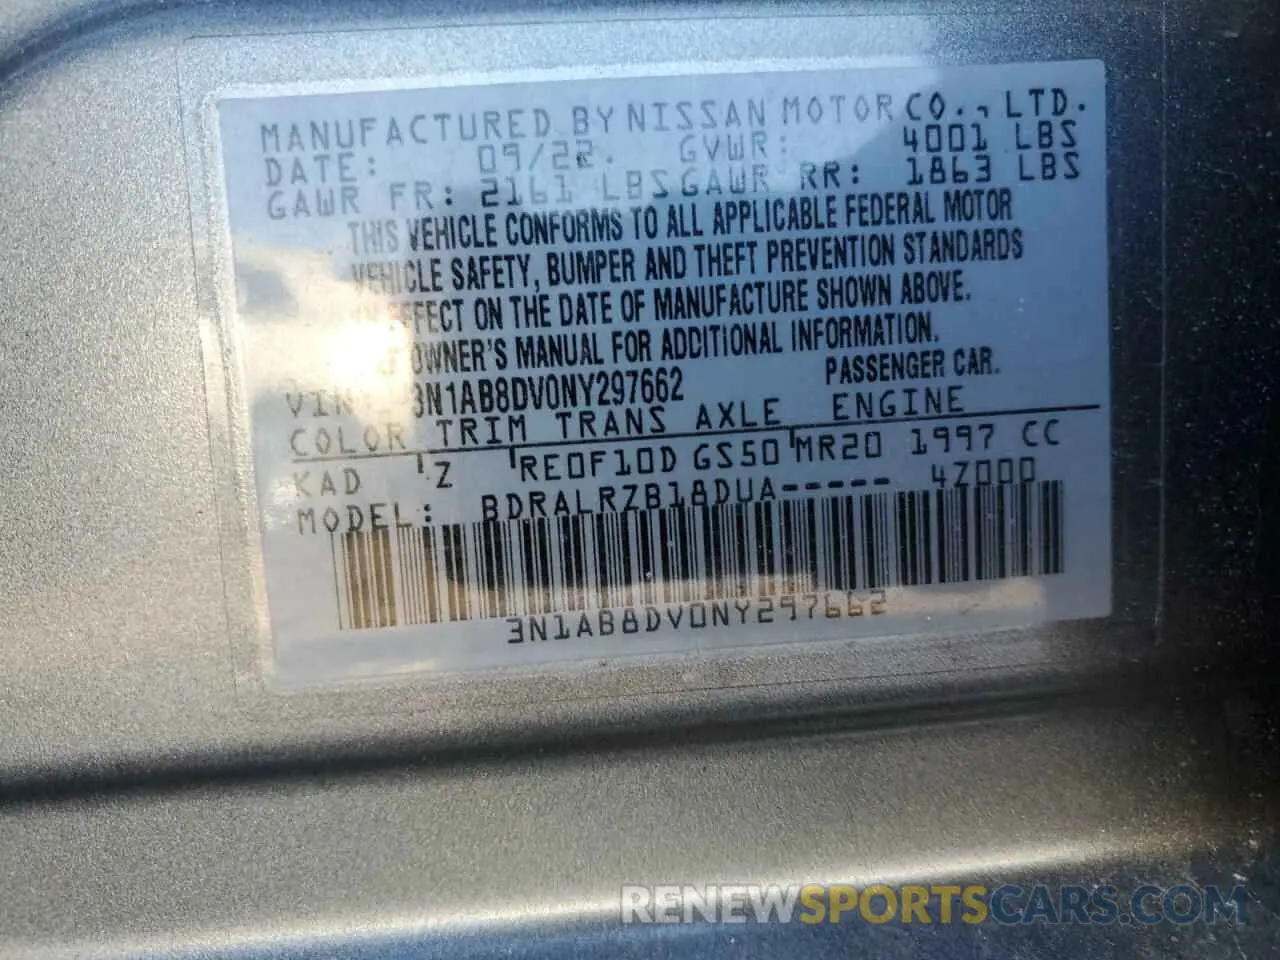 MANUFACTURED BY NISSAN MOTOR CO., LTD.
DATE: 09/22. GVWR: 4001 LBS
GAWR FR: 2161 LBS GAWR RR: 1863 LBS
THIS VEHICLE CONFORMS TO ALL APPLICABLE FEDERAL MOTOR
VEHICLE SAFETY, BUMPER AND THEFT PREVENTION STANDARDS
IN EFFECT ON THE DATE OF MANUFACTURE SHOWN ABOVE.
OWNER'S MANUAL FOR ADDITIONAL INFORMATION.
VIN 3N1AB8DV0NY297662 PASSENGER CAR.
COLOR TRIM TRANS AXLE ENGINE
KAD Z RE0F10D GS50 MR20 1997 CC
MODEL: BDRALRZB18DUA----- 4Z000
3N1AB8DV0NY297662
RENEWSPORTSCARS.COM